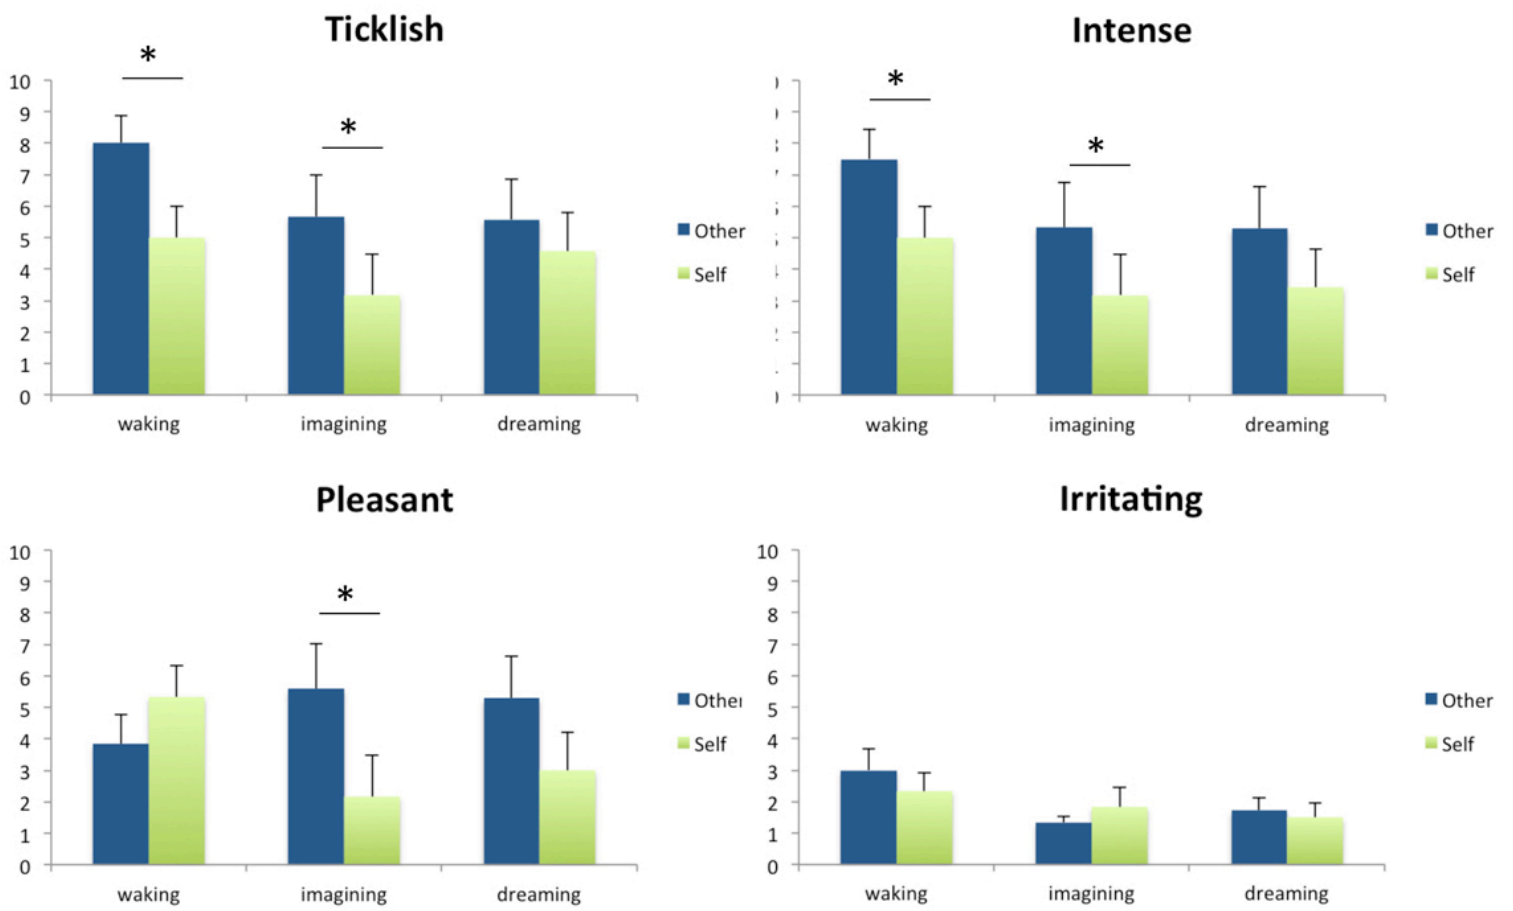 Ticklish
*
*
10
9
8
7
6
5
4
3
2
1
0
waking
imagining
dreaming
Other
Self
Intense
*
*
waking
imagining
dreaming
Other
Self
Pleasant
*
10
9
8
7
6
5
4
3
2
1
0
waking
imagining
dreaming
Other
Self
Irritating
10
9
8
7
6
5
4
3
2
1
0
waking
imagining
dreaming
Other
Self